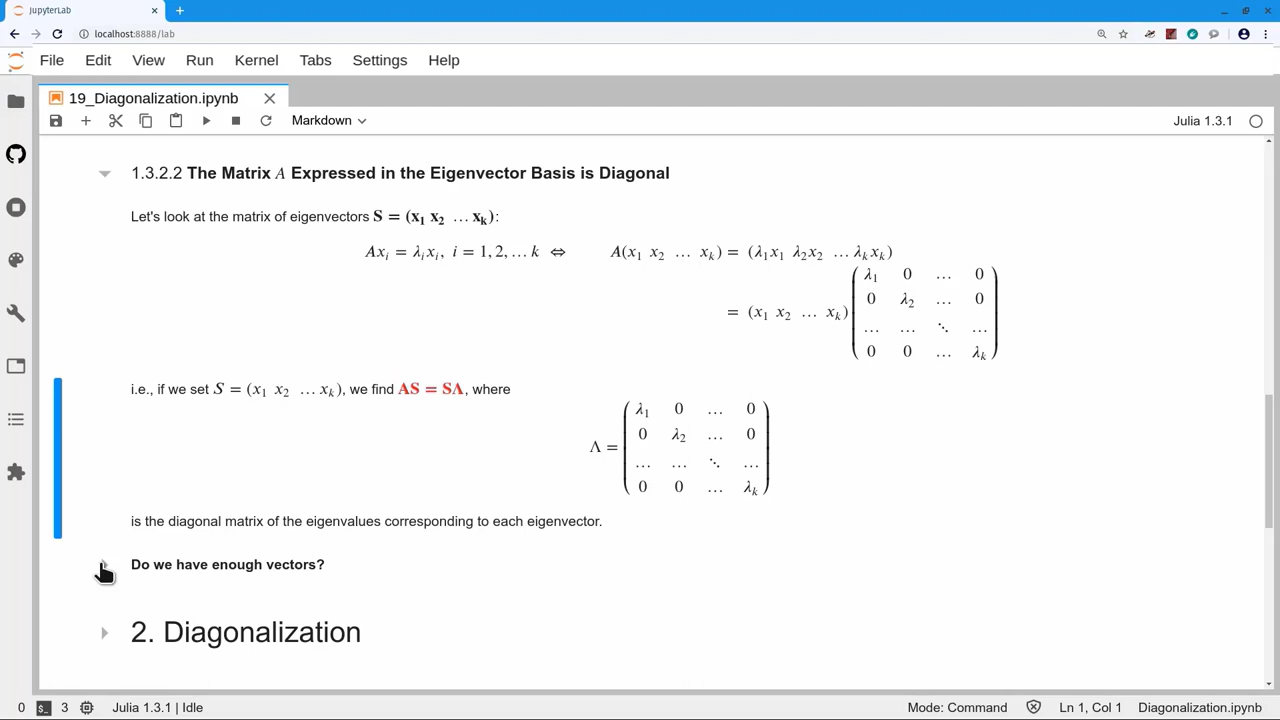 JupyterLab
localhost:8888/lab
File Edit View Run Kernel Tabs Settings Help
19_Diagonalization.ipynb
Markdown Julia 1.3.1
1.3.2.2 The Matrix A Expressed in the Eigenvector Basis is Diagonal
Let's look at the matrix of eigenvectors S = (x₁ x₂ … xₖ):
Axᵢ = λᵢxᵢ, i = 1, 2, … k ⇔ A(x₁ x₂ … xₖ) = (λ₁x₁ λ₂x₂ … λₖxₖ)
= (x₁ x₂ … xₖ) ( λ₁ 0 … 0
0 λ₂ … 0
… … ⋱ …
0 0 … λₖ )
i.e., if we set S = (x₁ x₂ … xₖ), we find AS = SΛ, where
Λ = ( λ₁ 0 … 0
0 λ₂ … 0
… … ⋱ …
0 0 … λₖ )
is the diagonal matrix of the eigenvalues corresponding to each eigenvector.
Do we have enough vectors?
2. Diagonalization
0 3 Julia 1.3.1 | Idle Mode: Command Ln 1, Col 1 Diagonalization.ipynb